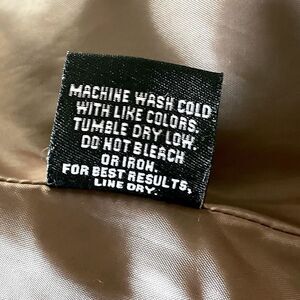 MACHINE WASH COLD
WITH LIKE COLORS.
TUMBLE DRY LOW.
DO NOT BLEACH
OR IRON.
FOR BEST RESULTS,
LINE DRY.